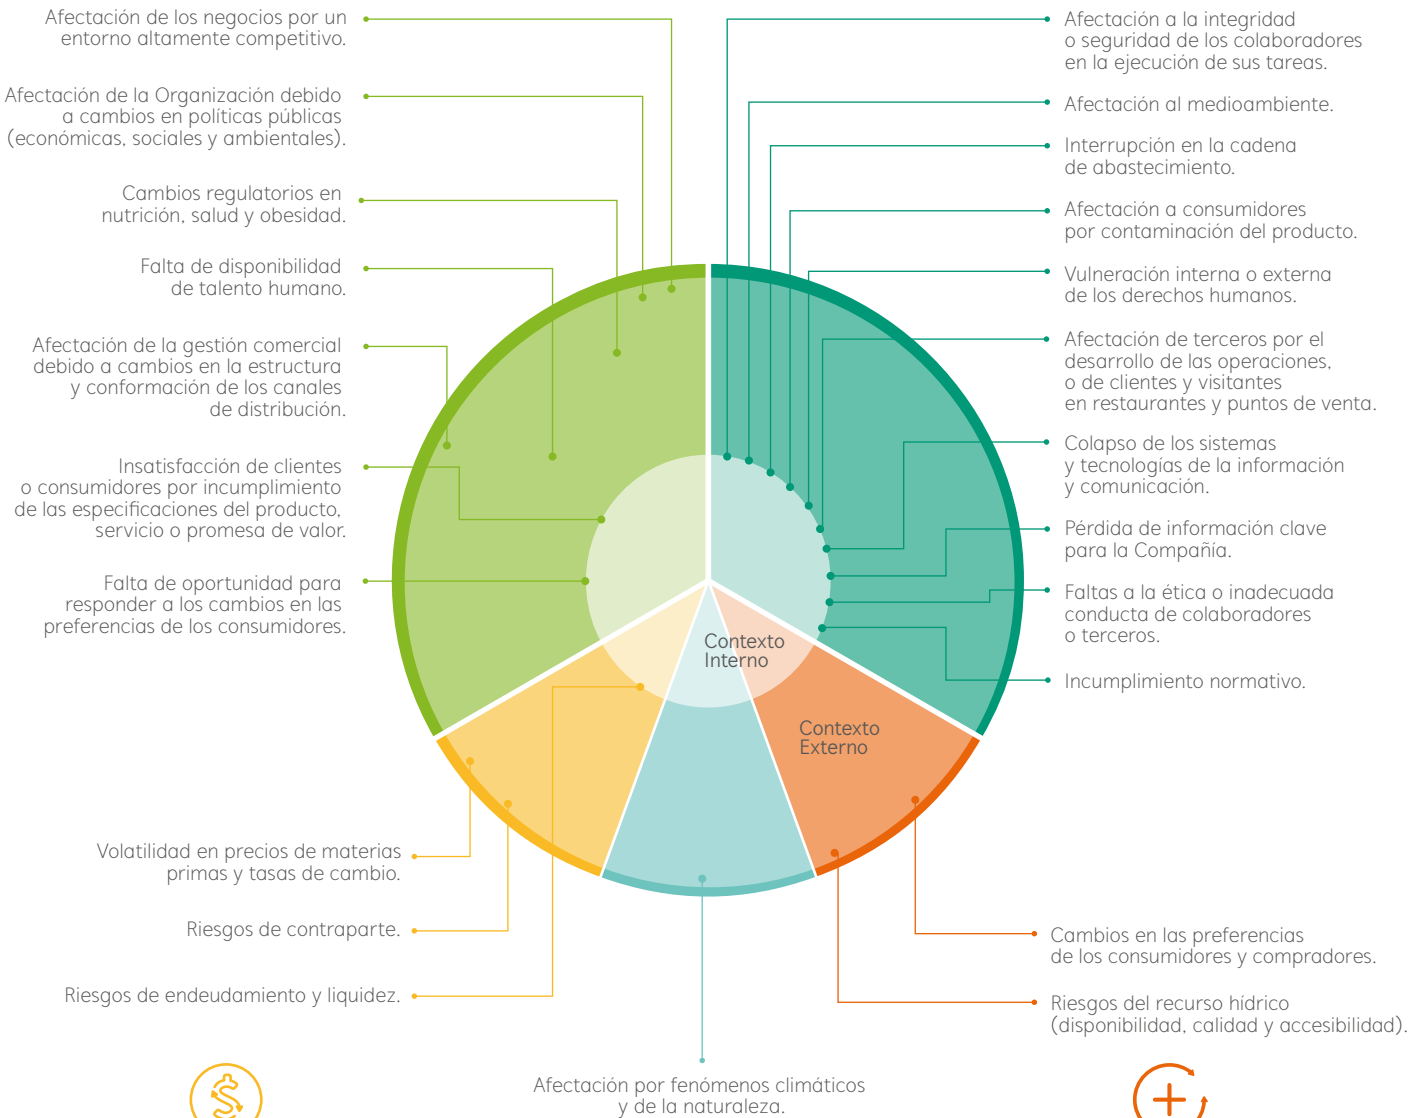 Afectación de los negocios por un
entorno altamente competitivo.
Afectación de la Organización debido
a cambios en políticas públicas
(económicas, sociales y ambientales).
Cambios regulatorios en
nutrición, salud y obesidad.
Falta de disponibilidad
de talento humano.
Afectación de la gestión comercial
debido a cambios en la estructura
y conformación de los canales
de distribución.
Insatisfacción de clientes
o consumidores por incumplimiento
de las especificaciones del producto,
servicio o promesa de valor.
Falta de oportunidad para
responder a los cambios en las
preferencias de los consumidores.
Afectación a la integridad
o seguridad de los colaboradores
en la ejecución de sus tareas.
Afectación al medioambiente.
Interrupción en la cadena
de abastecimiento.
Afectación a consumidores
por contaminación del producto.
Vulneración interna o externa
de los derechos humanos.
Afectación de terceros por el
desarrollo de las operaciones,
o de clientes y visitantes
en restaurantes y puntos de venta.
Colapso de los sistemas
y tecnologías de la información
y comunicación.
Pérdida de información clave
para la Compañía.
Faltas a la ética o inadecuada
conducta de colaboradores
o terceros.
Incumplimiento normativo.
Contexto
Interno
Contexto
Externo
Volatilidad en precios de materias
primas y tasas de cambio.
Riesgos de contraparte.
Riesgos de endeudamiento y liquidez.
Afectación por fenómenos climáticos
y de la naturaleza.
Cambios en las preferencias
de los consumidores y compradores.
Riesgos del recurso hídrico
(disponibilidad, calidad y accesibilidad).